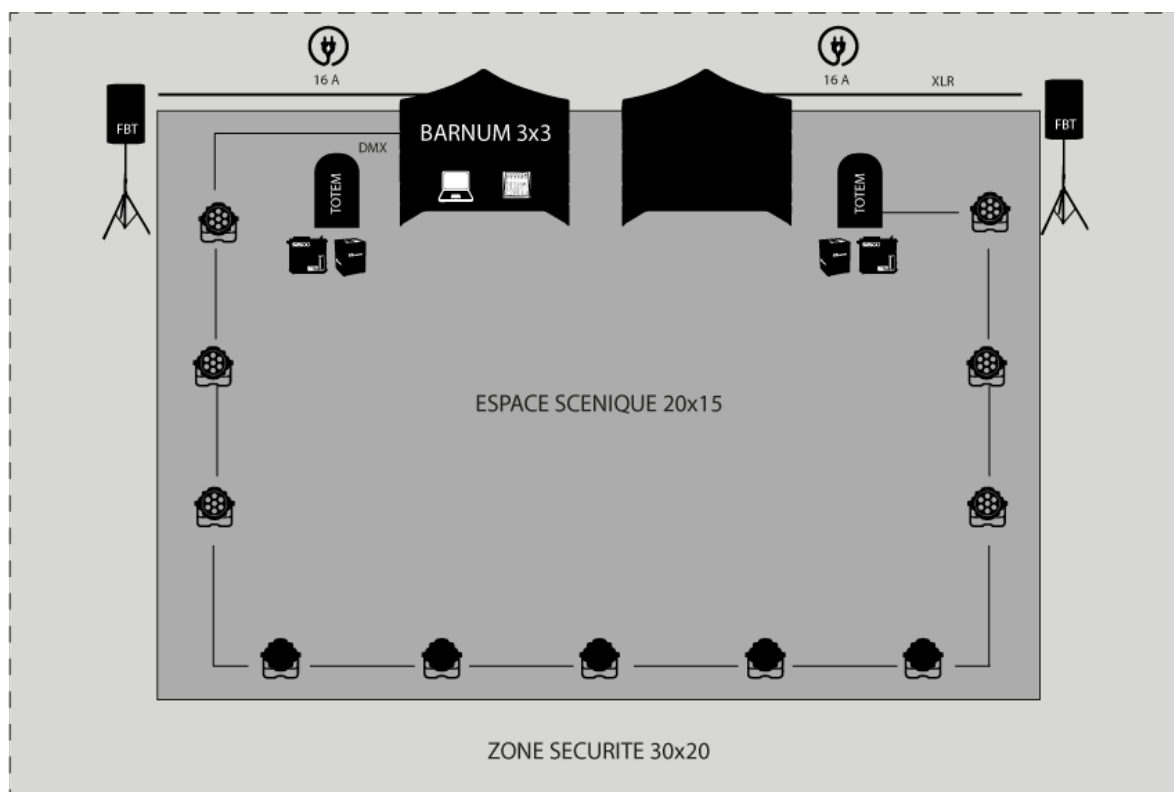 16 A
16 A
XLR
FBT
FBT
BARNUM 3x3
DMX
TOTEM
TOTEM
ESPACE SCENIQUE 20x15
ZONE SECURITE 30x20